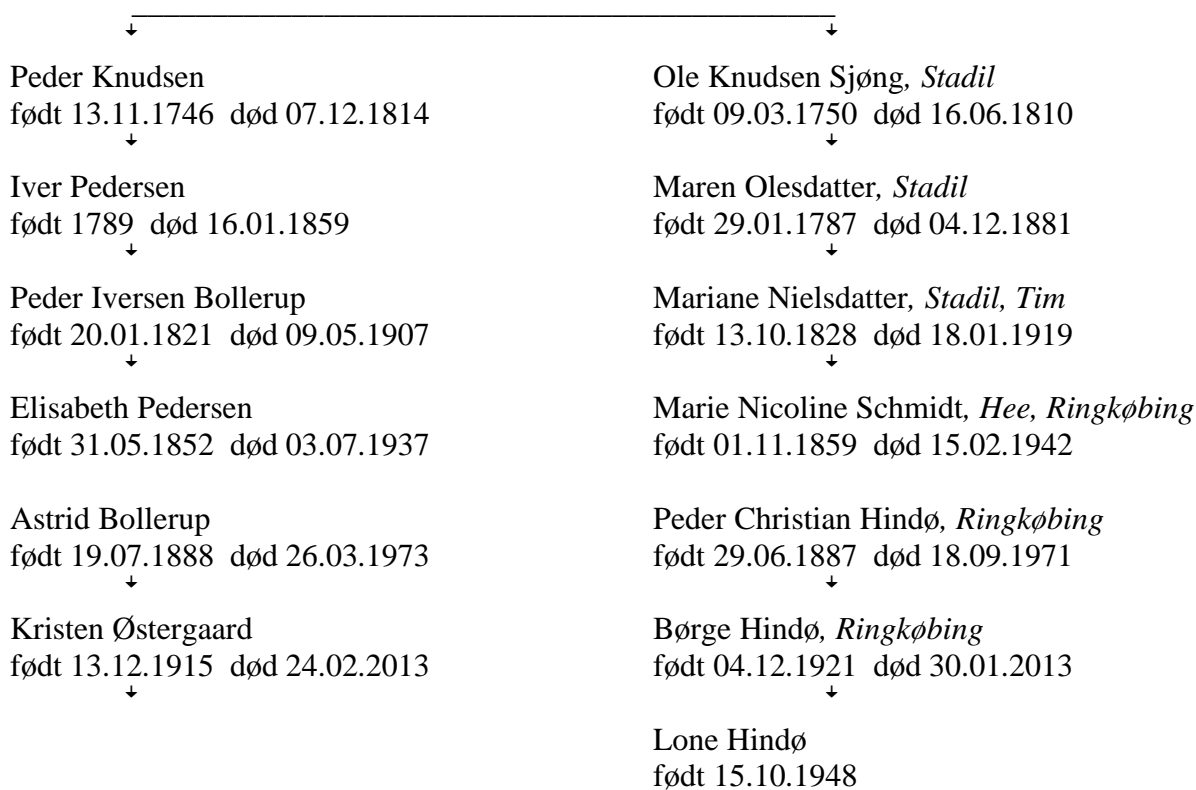 Peder Knudsen
født 13.11.1746 død 07.12.1814
Iver Pedersen
født 1789 død 16.01.1859
Peder Iversen Bollerup
født 20.01.1821 død 09.05.1907
Elisabeth Pedersen
født 31.05.1852 død 03.07.1937
Astrid Bollerup
født 19.07.1888 død 26.03.1973
Kristen Østergaard
født 13.12.1915 død 24.02.2013
Ole Knudsen Sjøng, Stadil
født 09.03.1750 død 16.06.1810
Maren Olesdatter, Stadil
født 29.01.1787 død 04.12.1881
Mariane Nielsdatter, Stadil, Tim
født 13.10.1828 død 18.01.1919
Marie Nicoline Schmidt, Hee, Ringkøbing
født 01.11.1859 død 15.02.1942
Peder Christian Hindø, Ringkøbing
født 29.06.1887 død 18.09.1971
Børge Hindø, Ringkøbing
født 04.12.1921 død 30.01.2013
Lone Hindø
født 15.10.1948